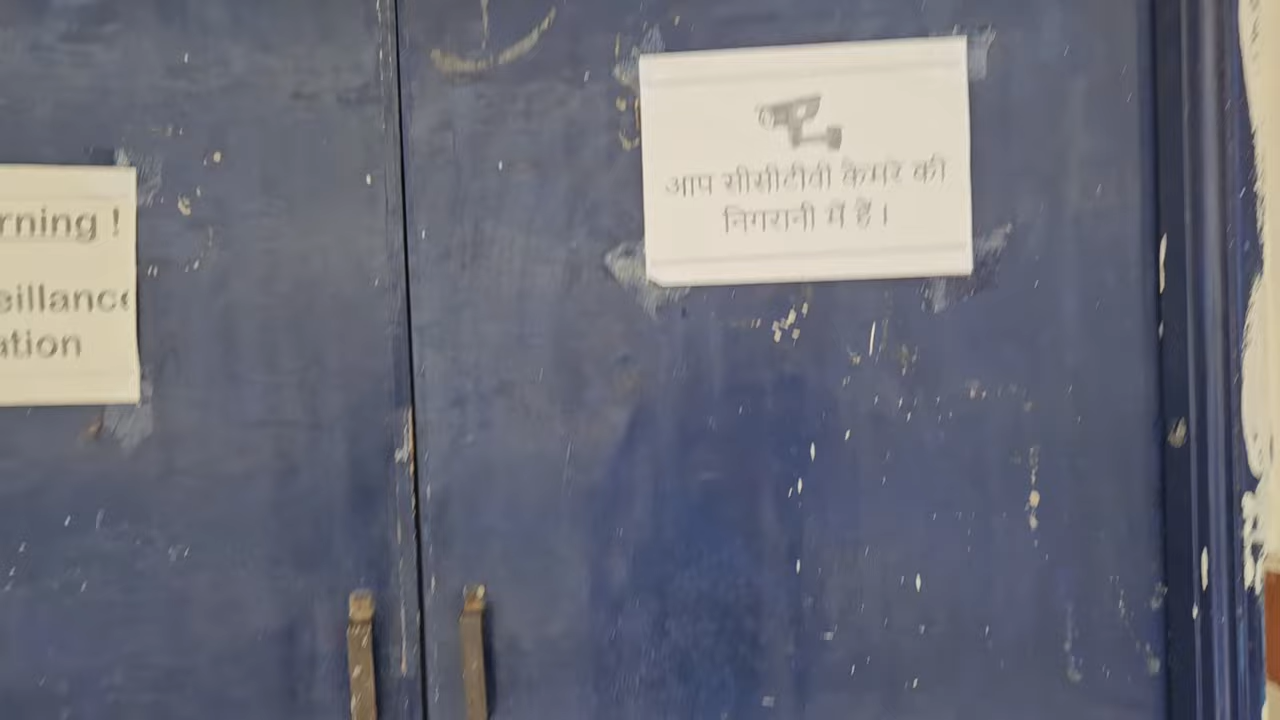 rning !
eillance
ation
आप सीसीटीवी कैमरे की
निगरानी में हैं।